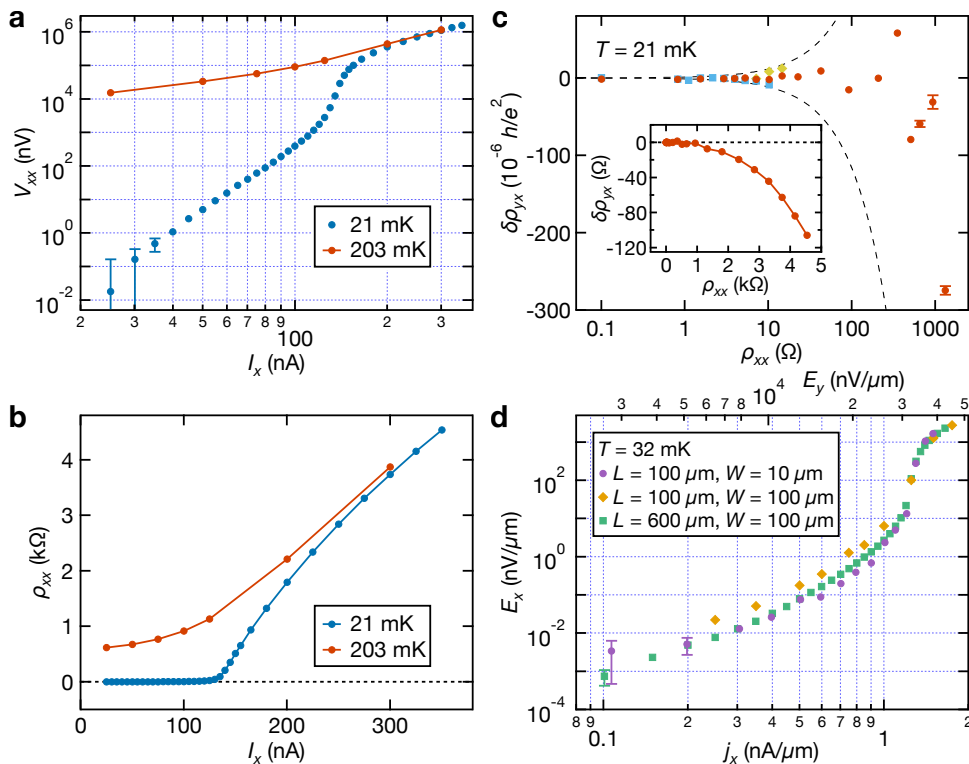 a
10^6
10^4
10^2
10^0
10^-2
V_xx (nV)
21 mK
203 mK
2 3 4 5 6 7 8 9 100 2 3
I_x (nA)
b
4
2
0
ρ_xx (kΩ)
21 mK
203 mK
0 100 200 300
I_x (nA)
c
T = 21 mK
0
-100
-200
-300
δρ_yx (10^-6 h/e^2)
0
-40
-80
-120
δρ_yx (Ω)
0 1 2 3 4 5
ρ_xx (kΩ)
0.1 1 10 100 1000
ρ_xx (Ω)
d
E_y (nV/µm)
3 4 5 6 7 8 10^4 2 3 4 5
T = 32 mK
L = 100 µm, W = 10 µm
L = 100 µm, W = 100 µm
L = 600 µm, W = 100 µm
10^2
10^0
10^-2
10^-4
E_x (nV/µm)
8 9 0.1 2 3 4 5 6 7 8 9 1 2
j_x (nA/µm)